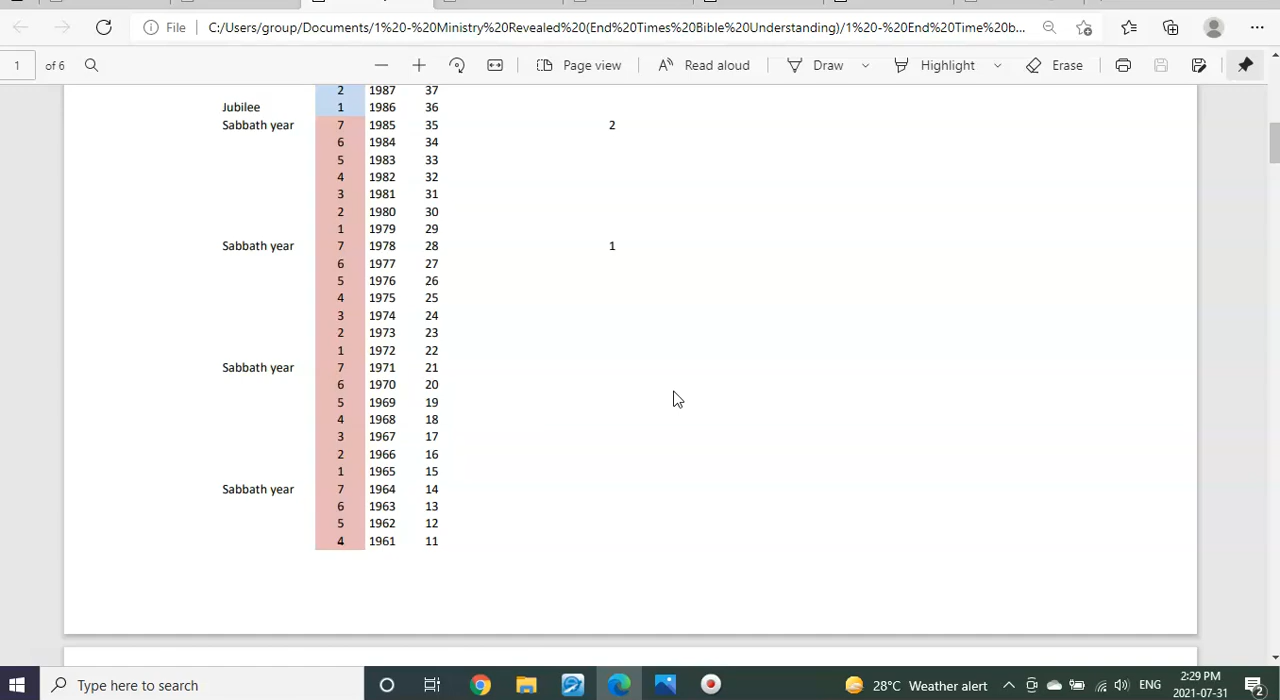 File C:/Users/group/Documents/1%20-%20Ministry%20Revealed%20(End%20Times%20Bible%20Understanding)/1%20-%20End%20Time%20b...
1 of 6 Page view Read aloud Draw Highlight Erase
2 1987 37
Jubilee 1 1986 36
Sabbath year 7 1985 35 2
6 1984 34
5 1983 33
4 1982 32
3 1981 31
2 1980 30
1 1979 29
Sabbath year 7 1978 28 1
6 1977 27
5 1976 26
4 1975 25
3 1974 24
2 1973 23
1 1972 22
Sabbath year 7 1971 21
6 1970 20
5 1969 19
4 1968 18
3 1967 17
2 1966 16
1 1965 15
Sabbath year 7 1964 14
6 1963 13
5 1962 12
4 1961 11
Type here to search 28°C Weather alert ENG 2:29 PM
2021-07-31 2